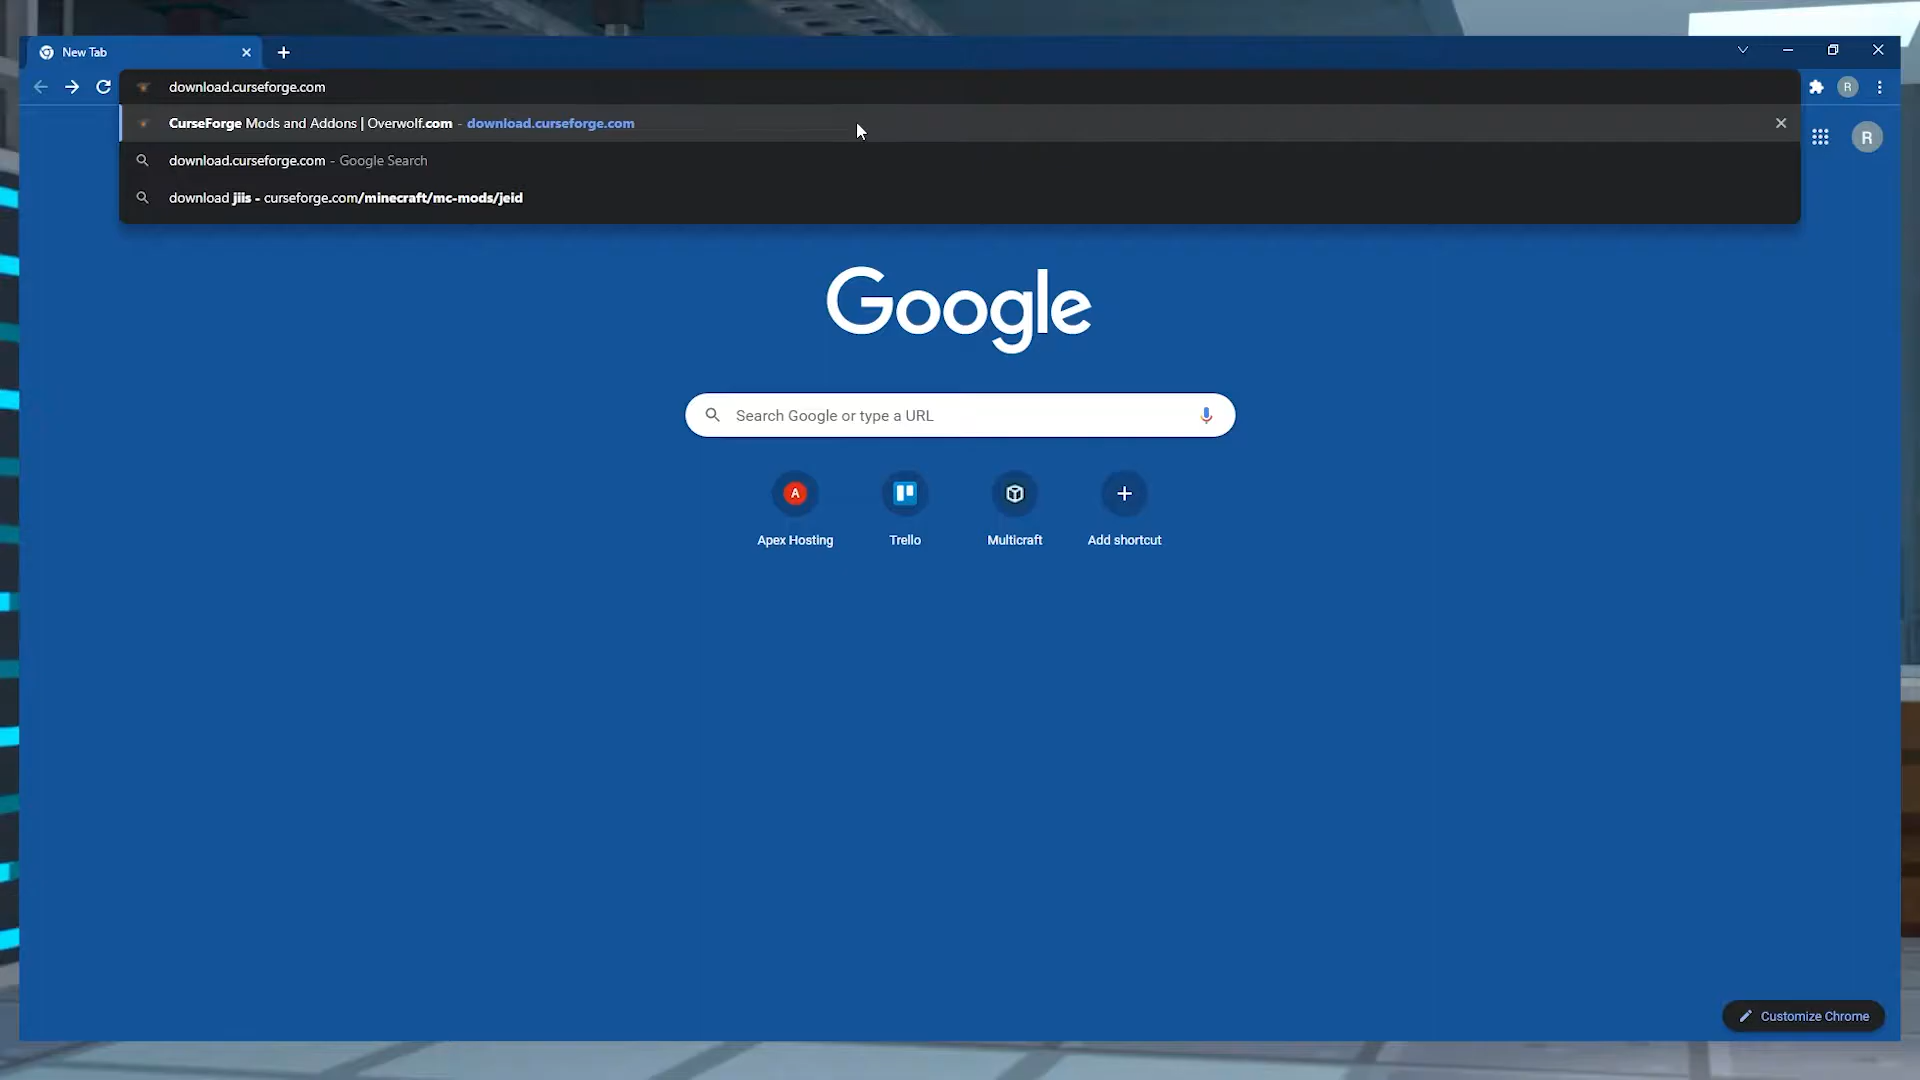 New Tab
download.curseforge.com
CurseForge Mods and Addons | Overwolf.com - download.curseforge.com
download.curseforge.com - Google Search
download jiis - curseforge.com/minecraft/mc-mods/jeid
R
R
Google
Search Google or type a URL
A
Apex Hosting
Trello
Multicraft
Add shortcut
Customize Chrome